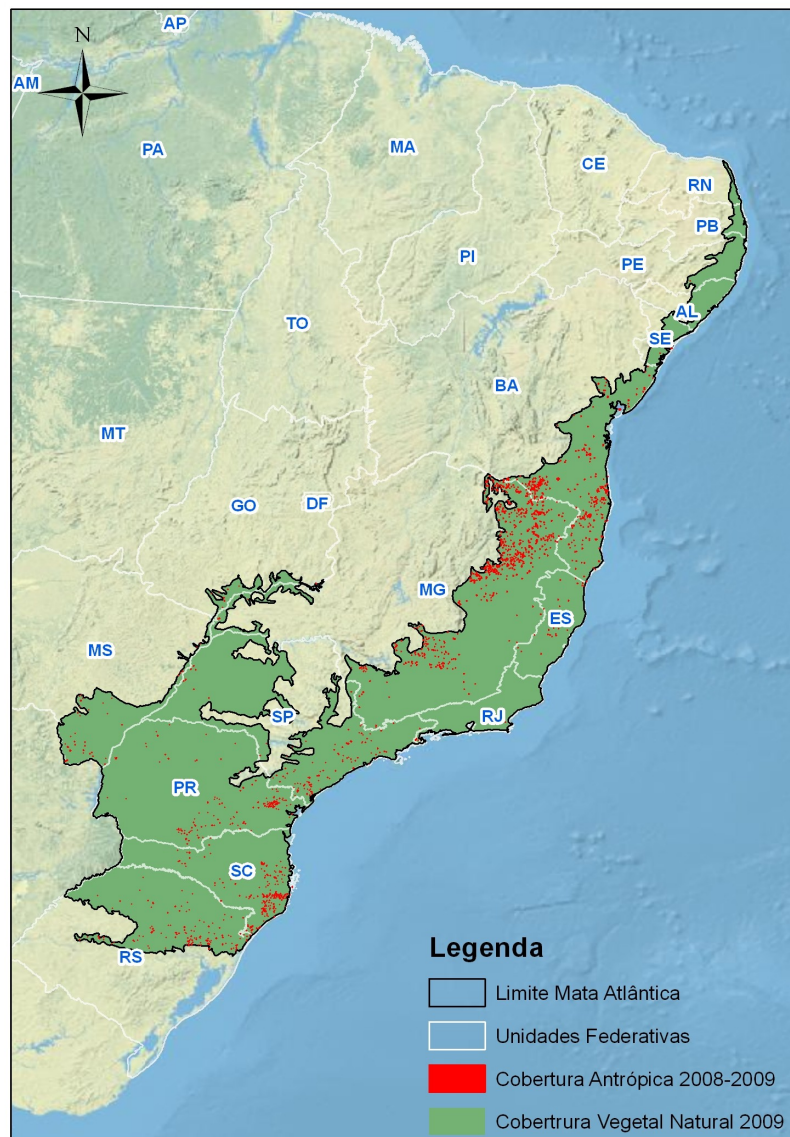 AP
N
AM
PA
MA
CE
RN
PB
PI
PE
AL
TO
SE
BA
MT
GO
DF
MG
ES
MS
SP
RJ
PR
SC
RS
Legenda
Limite Mata Atlântica
Unidades Federativas
Cobertura Antrópica 2008-2009
Cobertrura Vegetal Natural 2009